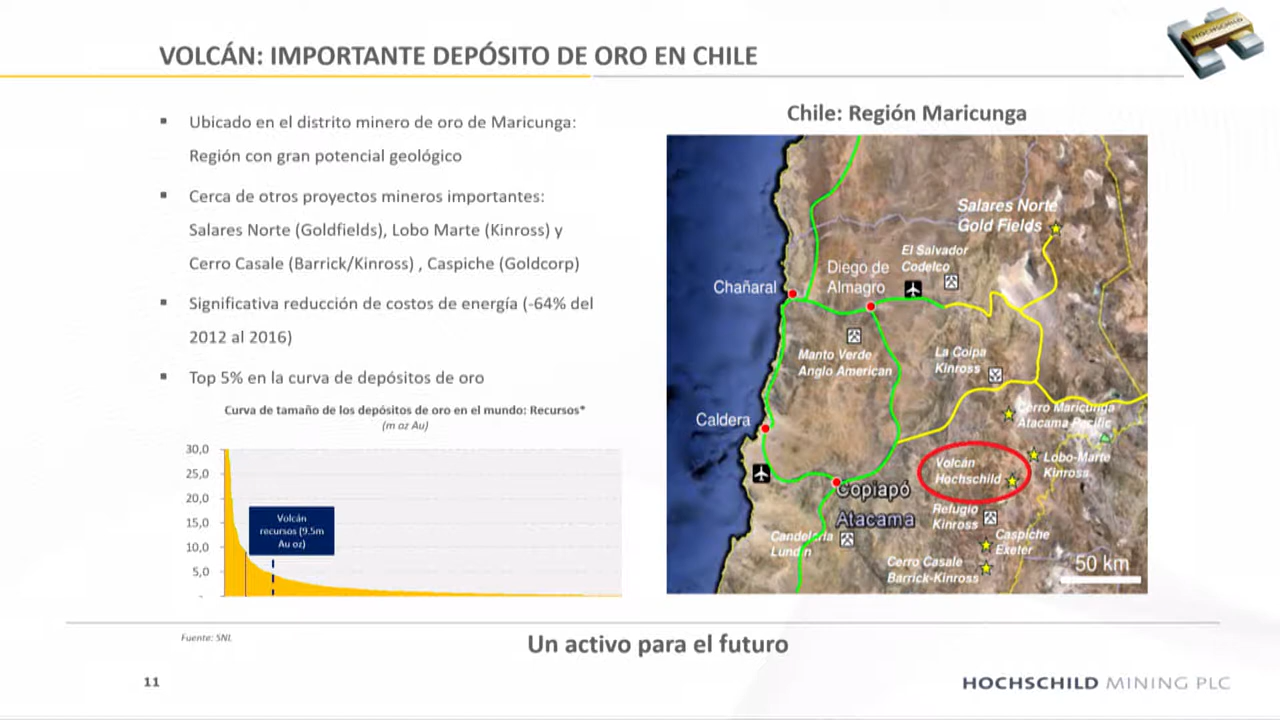 HOCHSCHILD
VOLCÁN: IMPORTANTE DEPÓSITO DE ORO EN CHILE
▪ Ubicado en el distrito minero de oro de Maricunga:
Región con gran potencial geológico
▪ Cerca de otros proyectos mineros importantes:
Salares Norte (Goldfields), Lobo Marte (Kinross) y
Cerro Casale (Barrick/Kinross) , Caspiche (Goldcorp)
▪ Significativa reducción de costos de energía (-64% del
2012 al 2016)
▪ Top 5% en la curva de depósitos de oro
Curva de tamaño de los depósitos de oro en el mundo: Recursos*
(m oz Au)
30,0
25,0
20,0
15,0
10,0
5,0
-
Volcán
recursos (9.5m
Au oz)
Fuente: SNL
Chile: Región Maricunga
Salares Norte
Gold Fields
El Salvador
Codelco
Diego de
Almagro
Chañaral
Manto Verde
Anglo American
La Coipa
Kinross
Cerro Maricunga
Atacama Pacific
Caldera
Lobo-Marte
Kinross
Volcán
Hochschild
Copiapó
Atacama
Refugio
Kinross
Candelaria
Lundin
Caspiche
Exeter
Cerro Casale
Barrick-Kinross
50 km
Un activo para el futuro
11
HOCHSCHILD MINING PLC